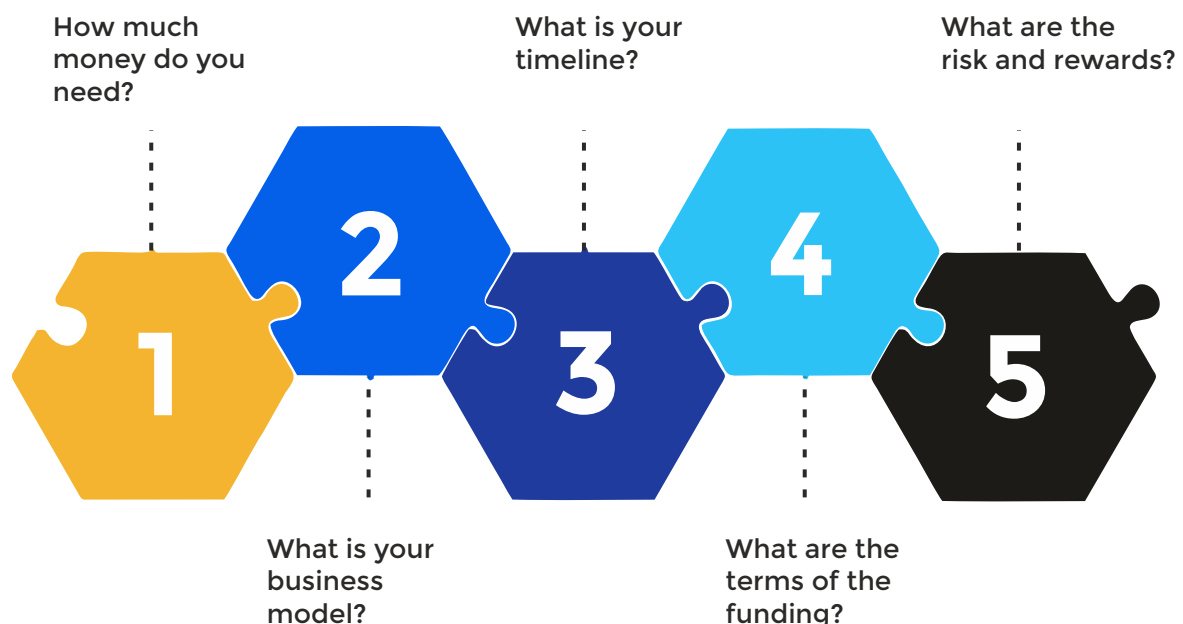 How much
money do you
need?
What is your
timeline?
What are the
risk and rewards?
1
2
3
4
5
What is your
business
model?
What are the
terms of the
funding?